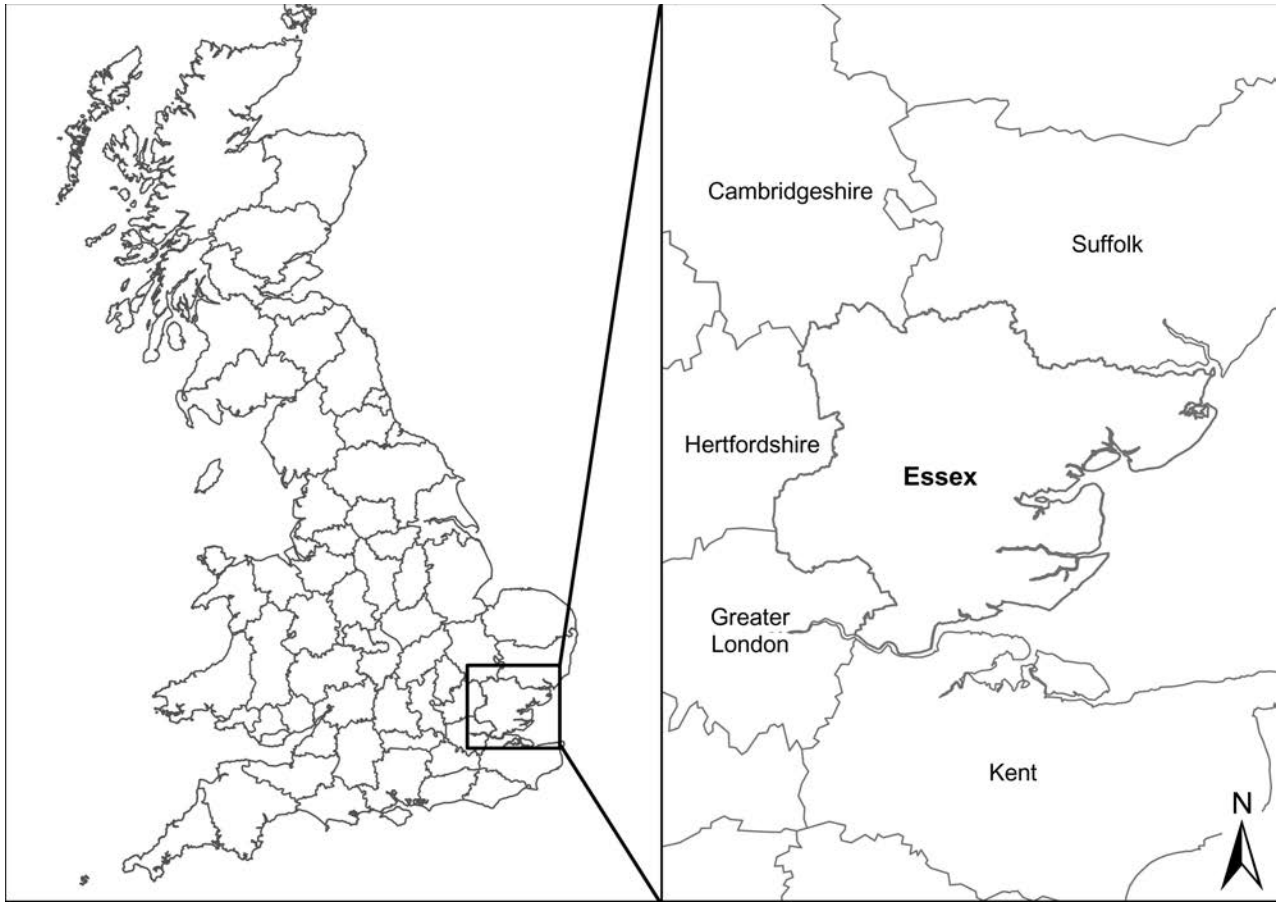 Cambridgeshire
Suffolk
Hertfordshire
Essex
Greater
London
Kent
N